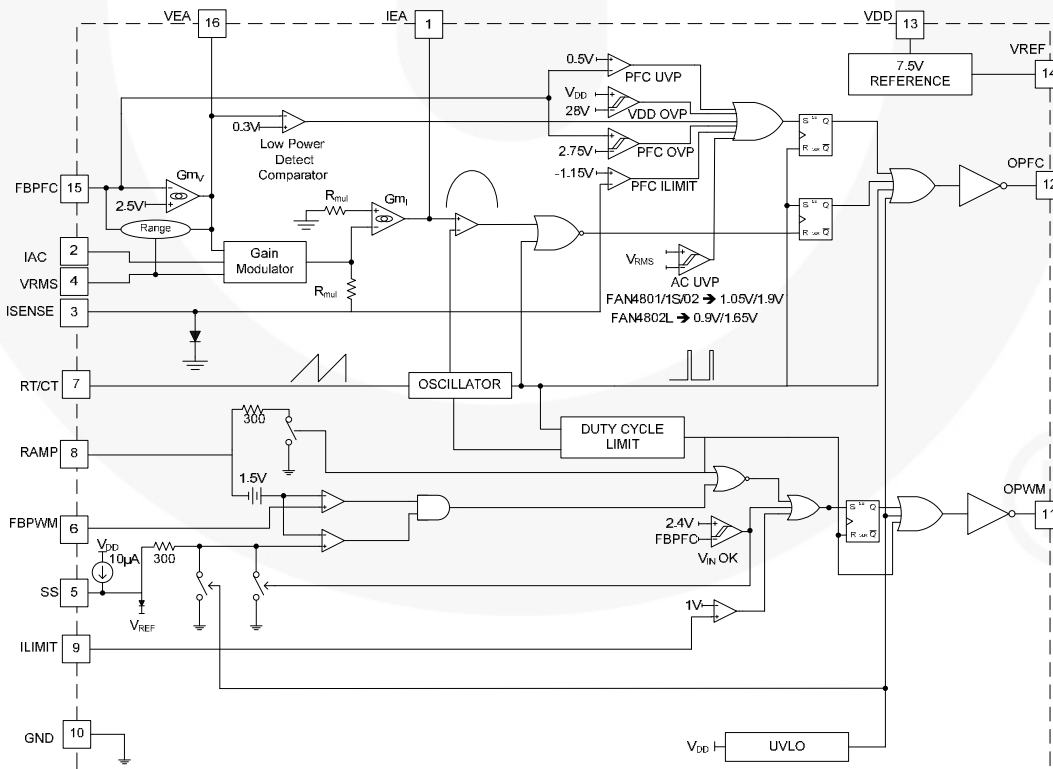 VEA
16
IEA
1
VDD
13
VREF
14
7.5V
REFERENCE
0.5V
PFC UVP
VDD
28V
VDD OVP
2.75V
PFC OVP
-1.15V
PFC ILIMIT
0.3V
Low Power
Detect
Comparator
S Q
R Q
OPFC
12
FBPFC
15
GmV
2.5V
Range
Rmul
GmI
S Q
R Q
IAC
2
Gain
Modulator
VRMS
4
Rmul
VRMS
AC UVP
FAN4801/1S/02 ➔ 1.05V/1.9V
FAN4802L ➔ 0.9V/1.65V
ISENSE
3
RT/CT
7
OSCILLATOR
300
DUTY CYCLE
LIMIT
RAMP
8
1.5V
FBPWM
6
2.4V
FBPFC
VIN OK
S Q
R Q
OPWM
11
VDD
10µA
300
SS
5
VREF
1V
ILIMIT
9
GND
10
VDD
UVLO